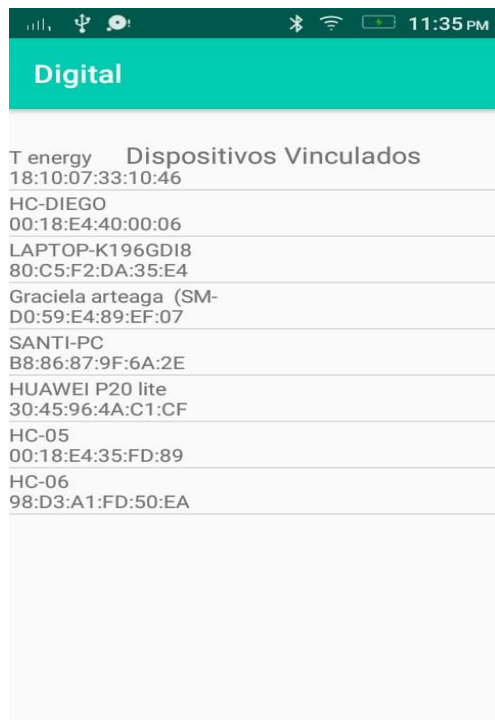 11:35 PM
Digital
Dispositivos Vinculados
T energy
18:10:07:33:10:46
HC-DIEGO
00:18:E4:40:00:06
LAPTOP-K196GDI8
80:C5:F2:DA:35:E4
Graciela arteaga (SM-
D0:59:E4:89:EF:07
SANTI-PC
B8:86:87:9F:6A:2E
HUAWEI P20 lite
30:45:96:4A:C1:CF
HC-05
00:18:E4:35:FD:89
HC-06
98:D3:A1:FD:50:EA